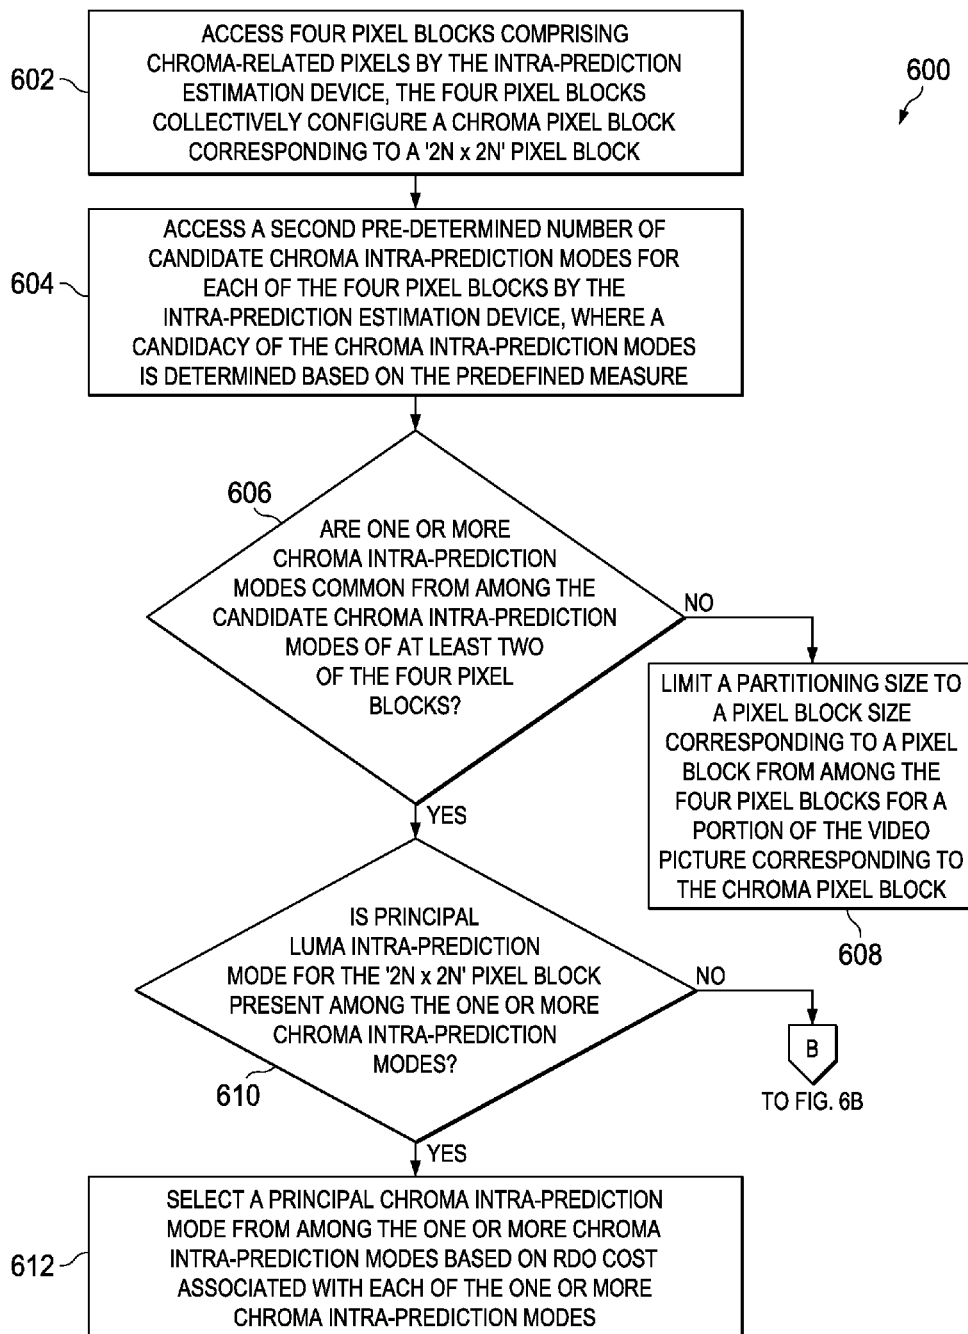 ACCESS FOUR PIXEL BLOCKS COMPRISING
CHROMA-RELATED PIXELS BY THE INTRA-PREDICTION
ESTIMATION DEVICE, THE FOUR PIXEL BLOCKS
COLLECTIVELY CONFIGURE A CHROMA PIXEL BLOCK
CORRESPONDING TO A '2N x 2N' PIXEL BLOCK
602
600
ACCESS A SECOND PRE-DETERMINED NUMBER OF
CANDIDATE CHROMA INTRA-PREDICTION MODES FOR
EACH OF THE FOUR PIXEL BLOCKS BY THE
INTRA-PREDICTION ESTIMATION DEVICE, WHERE A
CANDIDACY OF THE CHROMA INTRA-PREDICTION MODES
IS DETERMINED BASED ON THE PREDEFINED MEASURE
604
606
ARE ONE OR MORE
CHROMA INTRA-PREDICTION
MODES COMMON FROM AMONG THE
CANDIDATE CHROMA INTRA-PREDICTION
MODES OF AT LEAST TWO
OF THE FOUR PIXEL
BLOCKS?
NO
LIMIT A PARTITIONING SIZE TO
A PIXEL BLOCK SIZE
CORRESPONDING TO A PIXEL
BLOCK FROM AMONG THE
FOUR PIXEL BLOCKS FOR A
PORTION OF THE VIDEO
PICTURE CORRESPONDING TO
THE CHROMA PIXEL BLOCK
608
YES
IS PRINCIPAL
LUMA INTRA-PREDICTION
MODE FOR THE '2N x 2N' PIXEL BLOCK
PRESENT AMONG THE ONE OR MORE
CHROMA INTRA-PREDICTION
MODES?
610
NO
B
TO FIG. 6B
YES
SELECT A PRINCIPAL CHROMA INTRA-PREDICTION
MODE FROM AMONG THE ONE OR MORE CHROMA
INTRA-PREDICTION MODES BASED ON RDO COST
ASSOCIATED WITH EACH OF THE ONE OR MORE
CHROMA INTRA-PREDICTION MODES
612